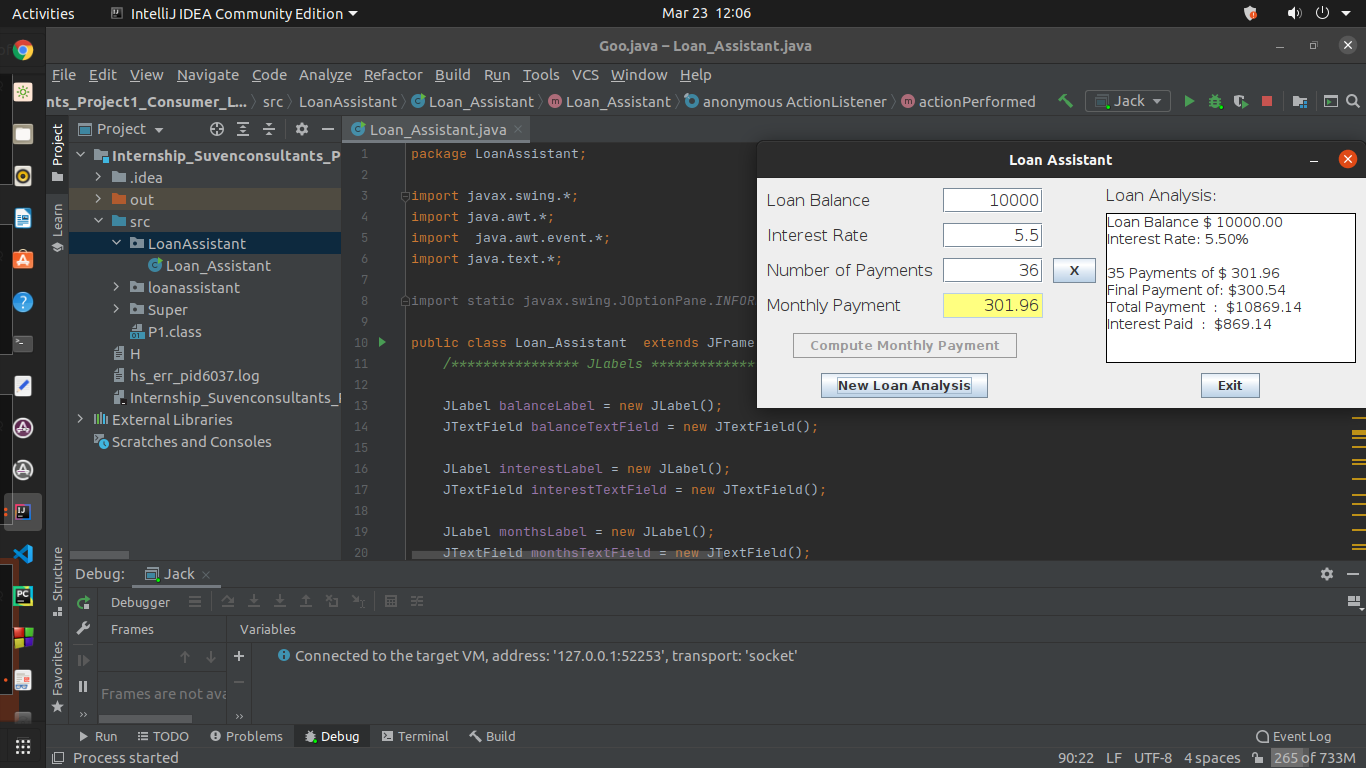 Activities IntelliJ IDEA Community Edition Mar 23 12:06
Goo.java – Loan_Assistant.java
File Edit View Navigate Code Analyze Refactor Build Run Tools VCS Window Help
nts_Project1_Consumer_L... src LoanAssistant Loan_Assistant Loan_Assistant anonymous ActionListener actionPerformed Jack
Project
Loan_Assistant.java
Project
Learn
Structure
Favorites
Internship_Suvenconsultants_P
.idea
out
src
LoanAssistant
Loan_Assistant
loanassistant
Super
P1.class
H
hs_err_pid6037.log
Internship_Suvenconsultants_
External Libraries
Scratches and Consoles
1 package LoanAssistant;
2
3 import javax.swing.*;
4 import java.awt.*;
5 import  java.awt.event.*;
6 import java.text.*;
7
8 import static javax.swing.JOptionPane.INFOR
9
10 public class Loan_Assistant  extends JFrame
11 /**************** JLabels *************
12
13 JLabel balanceLabel = new JLabel();
14 JTextField balanceTextField = new JTextField();
15
16 JLabel interestLabel = new JLabel();
17 JTextField interestTextField = new JTextField();
18
19 JLabel monthsLabel = new JLabel();
20 JTextField monthsTextField = new JTextField();
Loan Assistant
Loan Balance 10000
Interest Rate 5.5
Number of Payments 36 X
Monthly Payment 301.96
Compute Monthly Payment
New Loan Analysis
Loan Analysis:
Loan Balance $ 10000.00
Interest Rate: 5.50%
35 Payments of $ 301.96
Final Payment of: $300.54
Total Payment  :  $10869.14
Interest Paid  :  $869.14
Exit
Debug: Jack
Debugger
Frames Variables
Connected to the target VM, address: '127.0.0.1:52253', transport: 'socket'
Frames are not ava
Run TODO Problems Debug Terminal Build Event Log
Process started 90:22 LF UTF-8 4 spaces 265 of 733M